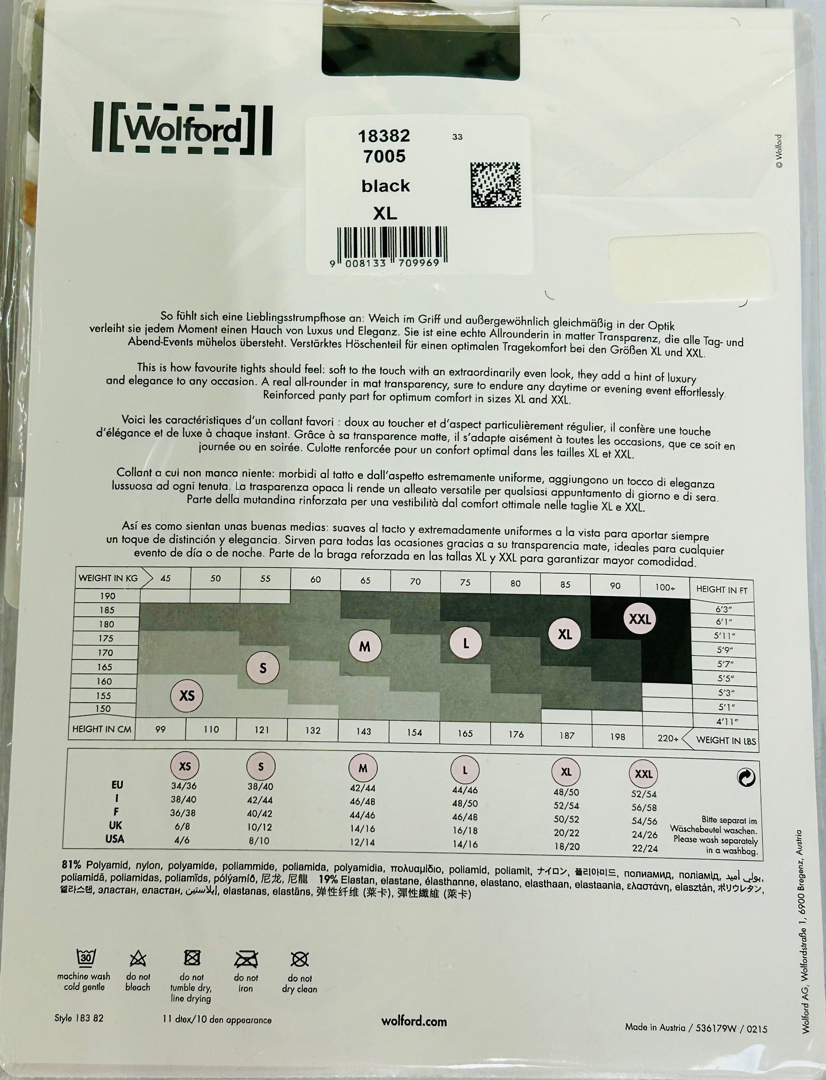 [Wolford]
18382 33
7005
black
XL
9 008133 709969
© Wolford
So fühlt sich eine Lieblingsstrumpfhose an: Weich im Griff und außergewöhnlich gleichmäßig in der Optik
verleiht sie jedem Moment einen Hauch von Luxus und Eleganz. Sie ist eine echte Allrounderin in matter Transparenz, die alle Tag- und
Abend-Events mühelos übersteht. Verstärktes Höschenteil für einen optimalen Tragekomfort bei den Größen XL und XXL.
This is how favourite tights should feel: soft to the touch with an extraordinarily even look, they add a hint of luxury
and elegance to any occasion. A real all-rounder in mat transparency, sure to endure any daytime or evening event effortlessly.
Reinforced panty part for optimum comfort in sizes XL and XXL.
Voici les caractéristiques d'un collant favori : doux au toucher et d'aspect particulièrement régulier, il confère une touche
d'élégance et de luxe à chaque instant. Grâce à sa transparence matte, il s'adapte aisément à toutes les occasions, que ce soit en
journée ou en soirée. Culotte renforcée pour un confort optimal dans les tailles XL et XXL.
Collant a cui non manca niente: morbidi al tatto e dall'aspetto estremamente uniforme, aggiungono un tocco di eleganza
lussuosa ad ogni tenuta. La trasparenza opaca li rende un alleato versatile per qualsiasi appuntamento di giorno e di sera.
Parte della mutandina rinforzata per una vestibilità dal comfort ottimale nelle taglie XL e XXL.
Así es como sientan unas buenas medias: suaves al tacto y extremadamente uniformes a la vista para aportar siempre
un toque de distinción y elegancia. Sirven para todas las ocasiones gracias a su transparencia mate, ideales para cualquier
evento de día o de noche. Parte de la braga reforzada en las tallas XL y XXL para garantizar mayor comodidad.
WEIGHT IN KG 45 50 55 60 65 70 75 80 85 90 100+ HEIGHT IN FT
190
185 6'3"
180 6'1"
175 5'11"
170 5'9"
165 5'7"
160 5'5"
155 5'3"
150 5'1"
4'11"
XS S M L XL XXL
HEIGHT IN CM 99 110 121 132 143 154 165 176 187 198 220+ WEIGHT IN LBS
XS S M L XL XXL
EU 34/36 38/40 42/44 44/46 48/50 52/54
I 38/40 42/44 46/48 48/50 52/54 56/58
F 36/38 40/42 44/46 46/48 50/52 54/56
UK 6/8 10/12 14/16 16/18 20/22 24/26
USA 4/6 8/10 12/14 14/16 18/20 22/24
Bitte separat im
Wäschebeutel waschen.
Please wash separately
in a washbag.
81% Polyamid, nylon, polyamide, poliammide, poliamida, polyamidia, πολυαμίδιο, poliamid, poliamit, ナイロン, 폴리아미드, полиамид, поліамід, بولي أميد,
poliamidă, poliamidas, poliamīds, pólýamíð, 尼龙, 尼龍 19% Elastan, elastane, élasthanne, elastano, elasthaan, elastaania, ελαστάνη, elasztán, ポリウレタン,
엘라스텐, эластан, еластан, إيلاستين, elastanas, elastāns, 弹性纤维 (莱卡), 彈性纖維 (萊卡)
30
machine wash
cold gentle
do not
bleach
do not
tumble dry,
line drying
do not
iron
do not
dry clean
Style 183 82
11 dtex/10 den appearance
wolford.com
Made in Austria / 536179W / 0215
Wolford AG, Wolfordstraße 1, 6900 Bregenz, Austria